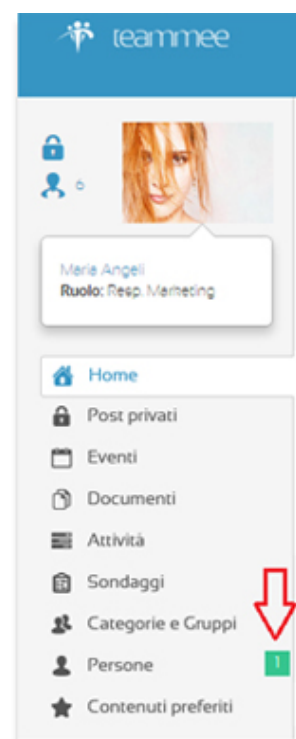 teammee
6
Maria Angeli
Ruolo: Resp. Marketing
Home
Post privati
Eventi
Documenti
Attività
Sondaggi
Categorie e Gruppi
Persone 1
Contenuti preferiti